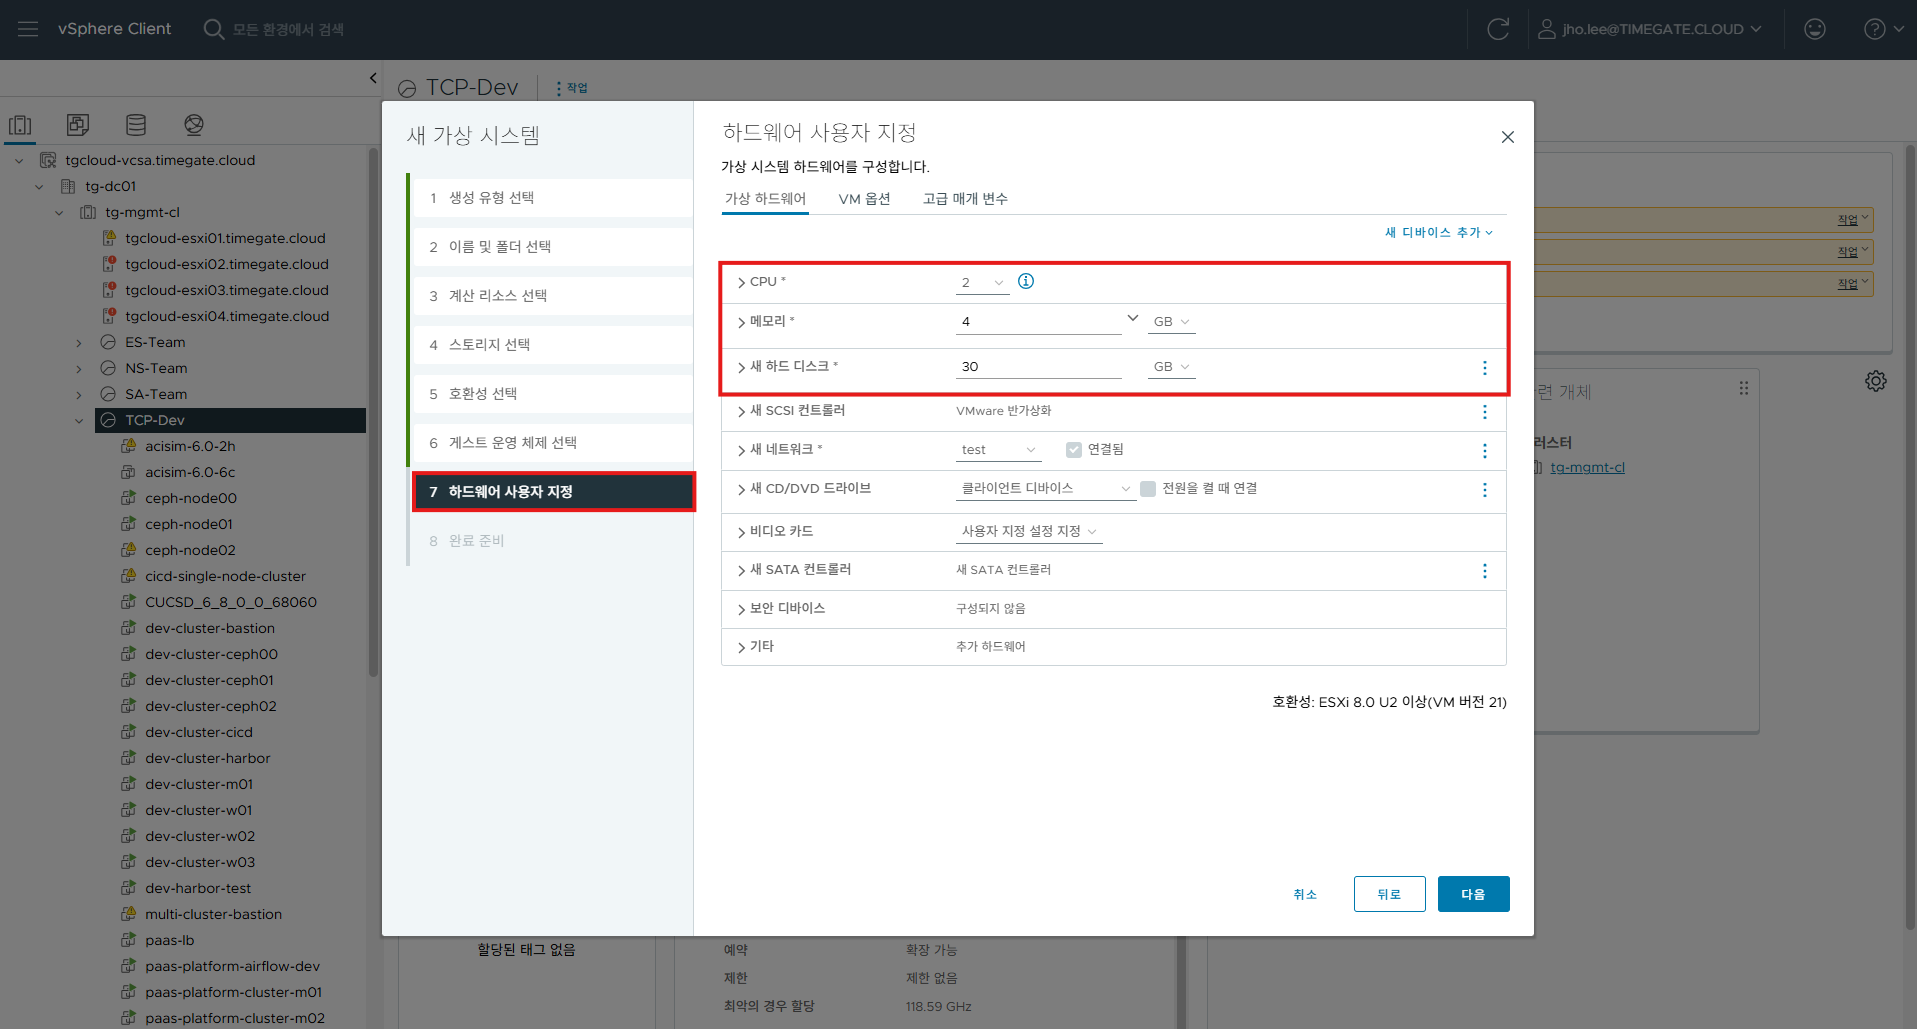 vSphere Client
모든 환경에서 검색
jho.lee@TIMEGATE.CLOUD
TCP-Dev
작업
tgcloud-vcsa.timegate.cloud
tg-dc01
tg-mgmt-cl
tgcloud-esxi01.timegate.cloud
tgcloud-esxi02.timegate.cloud
tgcloud-esxi03.timegate.cloud
tgcloud-esxi04.timegate.cloud
ES-Team
NS-Team
SA-Team
TCP-Dev
acisim-6.0-2h
acisim-6.0-6c
ceph-node00
ceph-node01
ceph-node02
cicd-single-node-cluster
CUCSD_6_8_0_0_68060
dev-cluster-bastion
dev-cluster-ceph00
dev-cluster-ceph01
dev-cluster-ceph02
dev-cluster-cicd
dev-cluster-harbor
dev-cluster-m01
dev-cluster-w01
dev-cluster-w02
dev-cluster-w03
dev-harbor-test
multi-cluster-bastion
paas-lb
paas-platform-airflow-dev
paas-platform-cluster-m01
paas-platform-cluster-m02
새 가상 시스템
1 생성 유형 선택
2 이름 및 폴더 선택
3 계산 리소스 선택
4 스토리지 선택
5 호환성 선택
6 게스트 운영 체제 선택
7 하드웨어 사용자 지정
8 완료 준비
하드웨어 사용자 지정
가상 시스템 하드웨어를 구성합니다.
가상 하드웨어 VM 옵션 고급 매개 변수
새 디바이스 추가
CPU * 2
메모리 * 4 GB
새 하드 디스크 * 30 GB
새 SCSI 컨트롤러 VMware 반가상화
새 네트워크 * test 연결됨
새 CD/DVD 드라이브 클라이언트 디바이스 전원을 켤 때 연결
비디오 카드 사용자 지정 설정 지정
새 SATA 컨트롤러 새 SATA 컨트롤러
보안 디바이스 구성되지 않음
기타 추가 하드웨어
호환성: ESXi 8.0 U2 이상(VM 버전 21)
취소 뒤로 다음
작업
작업
작업
련 개체
러스터
tg-mgmt-cl
할당된 태그 없음
예약 확장 가능
제한 제한 없음
최악의 경우 할당 118.59 GHz